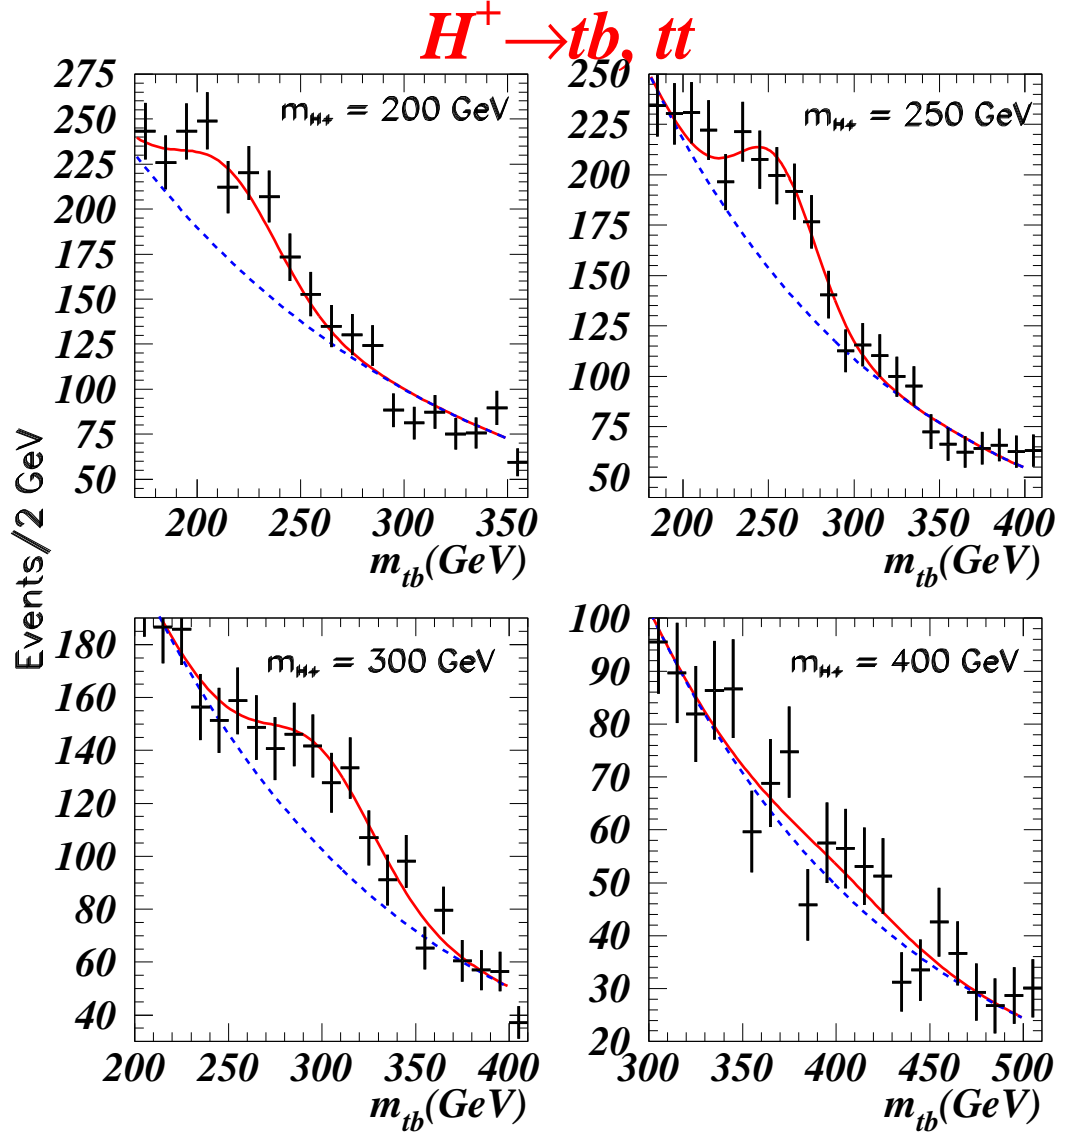 H⁺→tb, tt
Events/2 GeV
m_H+ = 200 GeV
275
250
225
200
175
150
125
100
75
50
200 250 300 350
m_tb(GeV)
m_H+ = 250 GeV
250
225
200
175
150
125
100
75
50
200 250 300 350 400
m_tb(GeV)
m_H+ = 300 GeV
180
160
140
120
100
80
60
40
200 250 300 350 400
m_tb(GeV)
m_H+ = 400 GeV
100
90
80
70
60
50
40
30
20
300 350 400 450 500
m_tb(GeV)